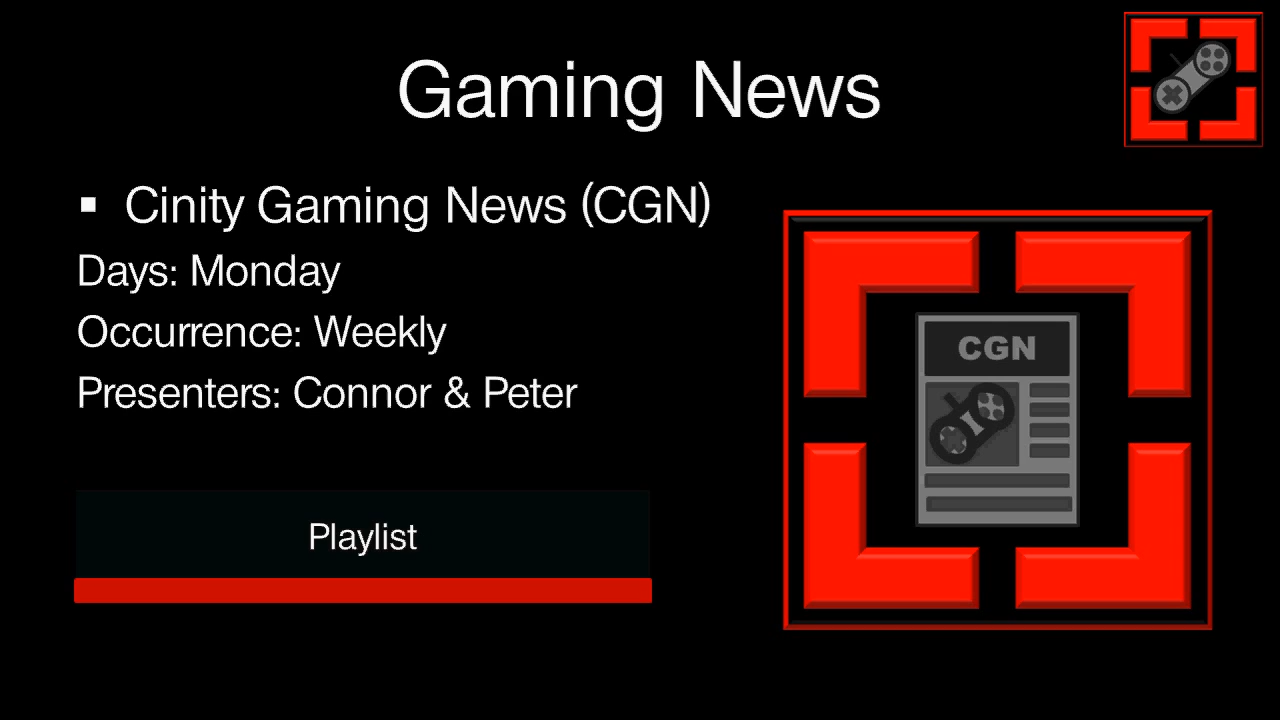 Gaming News
▪ Cinity Gaming News (CGN)
Days: Monday
Occurrence: Weekly
Presenters: Connor & Peter
Playlist
CGN